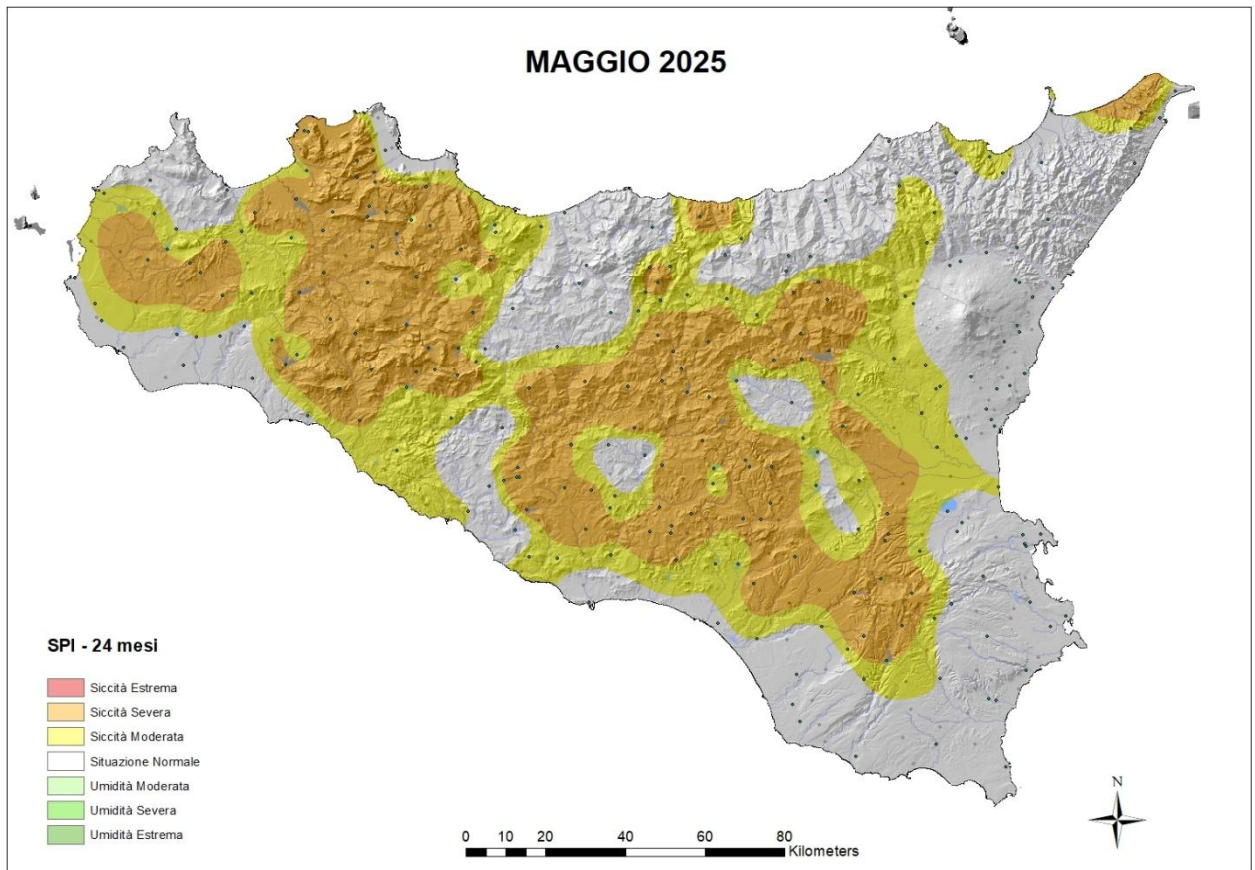 MAGGIO 2025
SPI - 24 mesi
Siccità Estrema
Siccità Severa
Siccità Moderata
Situazione Normale
Umidità Moderata
Umidità Severa
Umidità Estrema
N
0 10 20 40 60 80
Kilometers